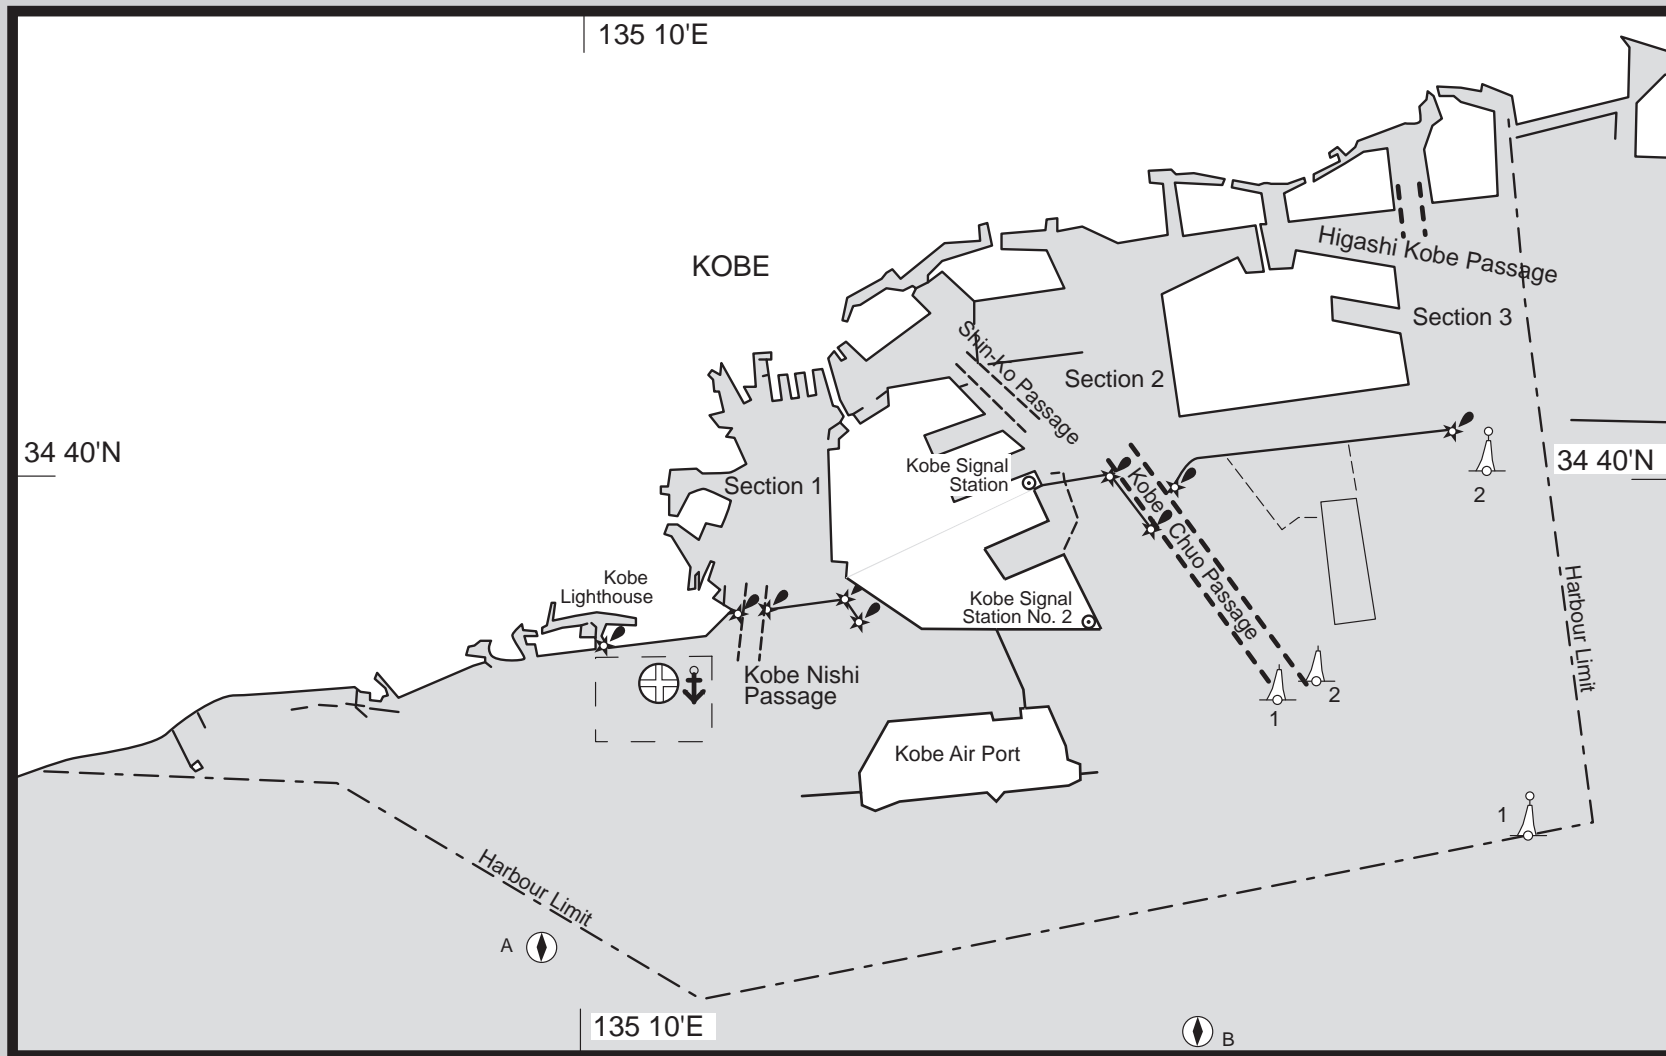 135 10'E
KOBE
Higashi Kobe Passage
Section 3
Shin-Ko Passage
Section 2
34 40'N
34 40'N
Kobe Signal
Station
Section 1
2
Kobe Chuo Passage
Kobe
Lighthouse
Kobe Signal
Station No. 2
Harbour Limit
Kobe Nishi
Passage
1
2
Kobe Air Port
1
Harbour Limit
A
135 10'E
B